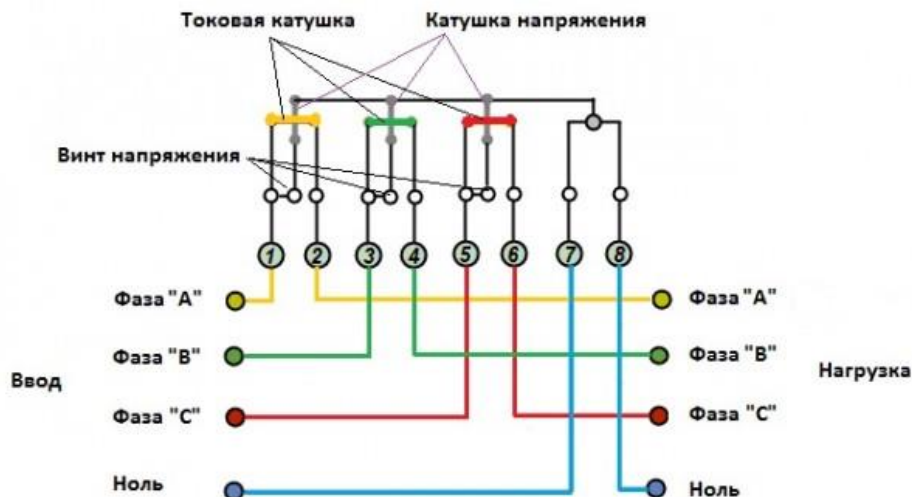 Токовая катушка
Катушка напряжения
Винт напряжения
1 2 3 4 5 6 7 8
Фаза "А"
Фаза "А"
Фаза "В"
Фаза "В"
Ввод
Нагрузка
Фаза "С"
Фаза "С"
Ноль
Ноль